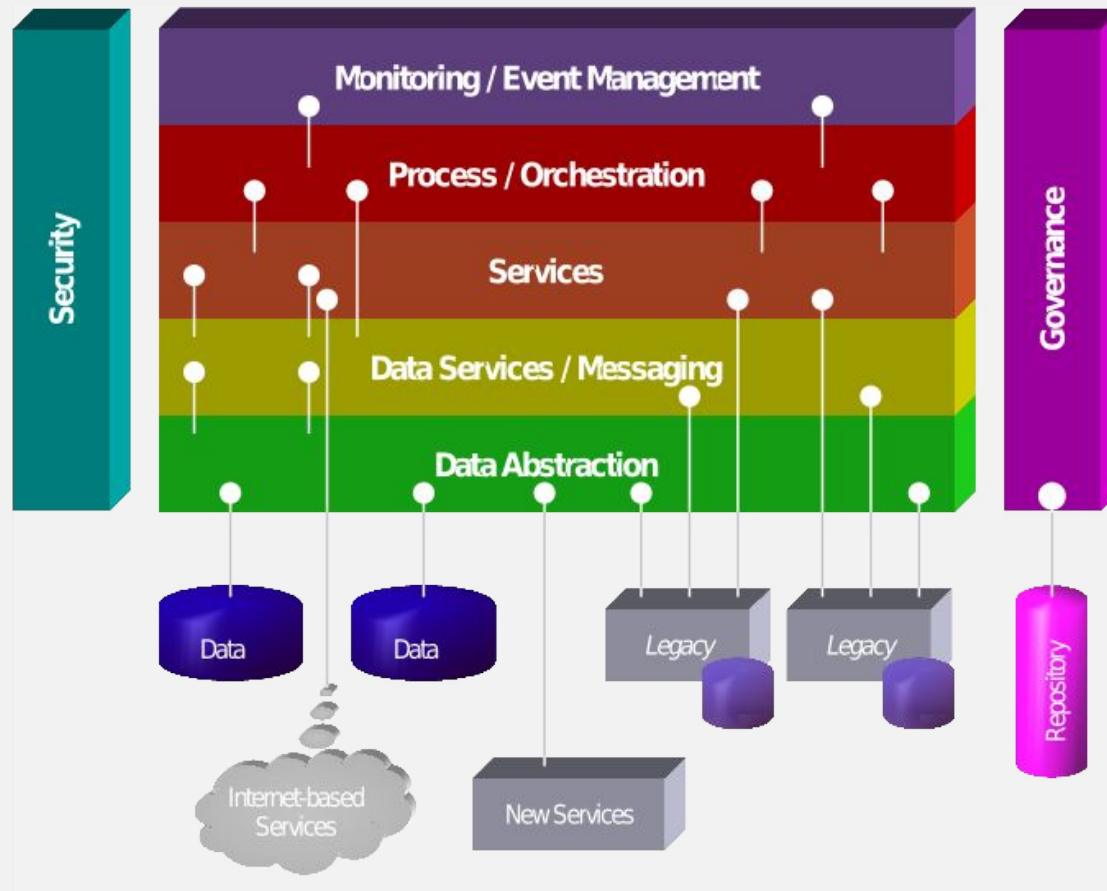 Security
Monitoring / Event Management
Process / Orchestration
Services
Data Services / Messaging
Data Abstraction
Governance
Data
Data
Legacy
Legacy
Repository
Internet-based
Services
New Services